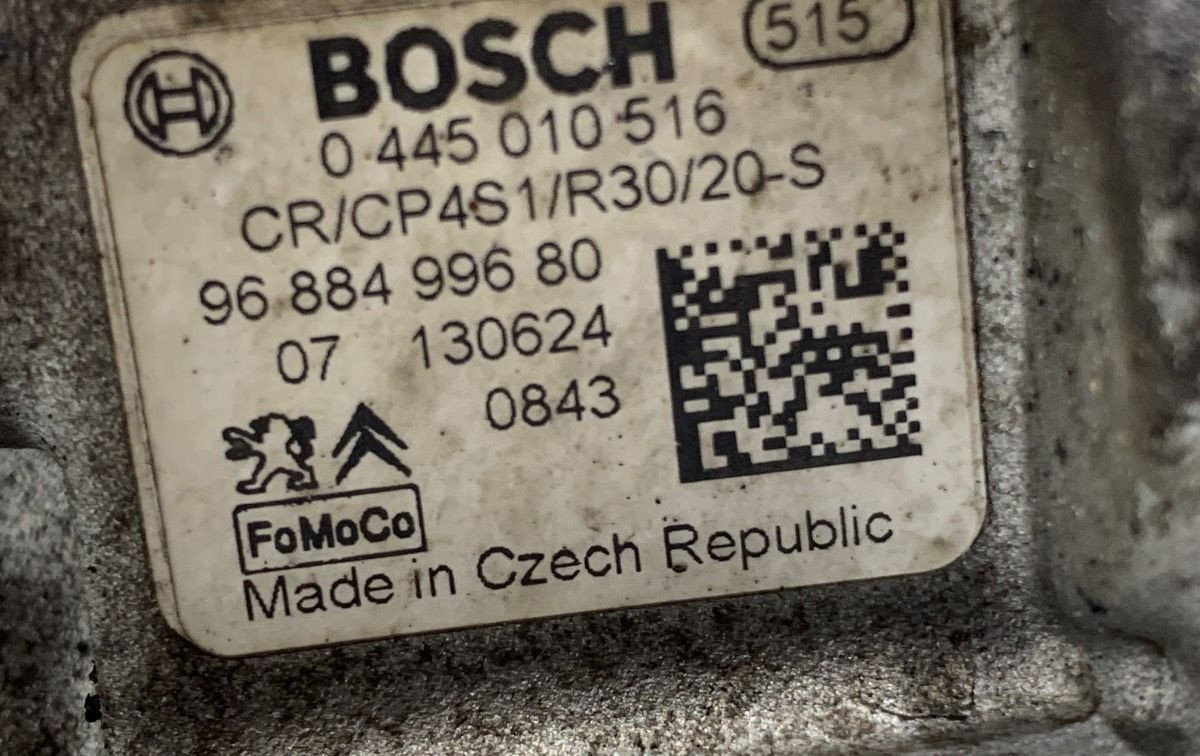 BOSCH 515
0 445 010 516
CR/CP4S1/R30/20-S
96 884 996 80
07 130624
0843
FoMoCo
Made in Czech Republic